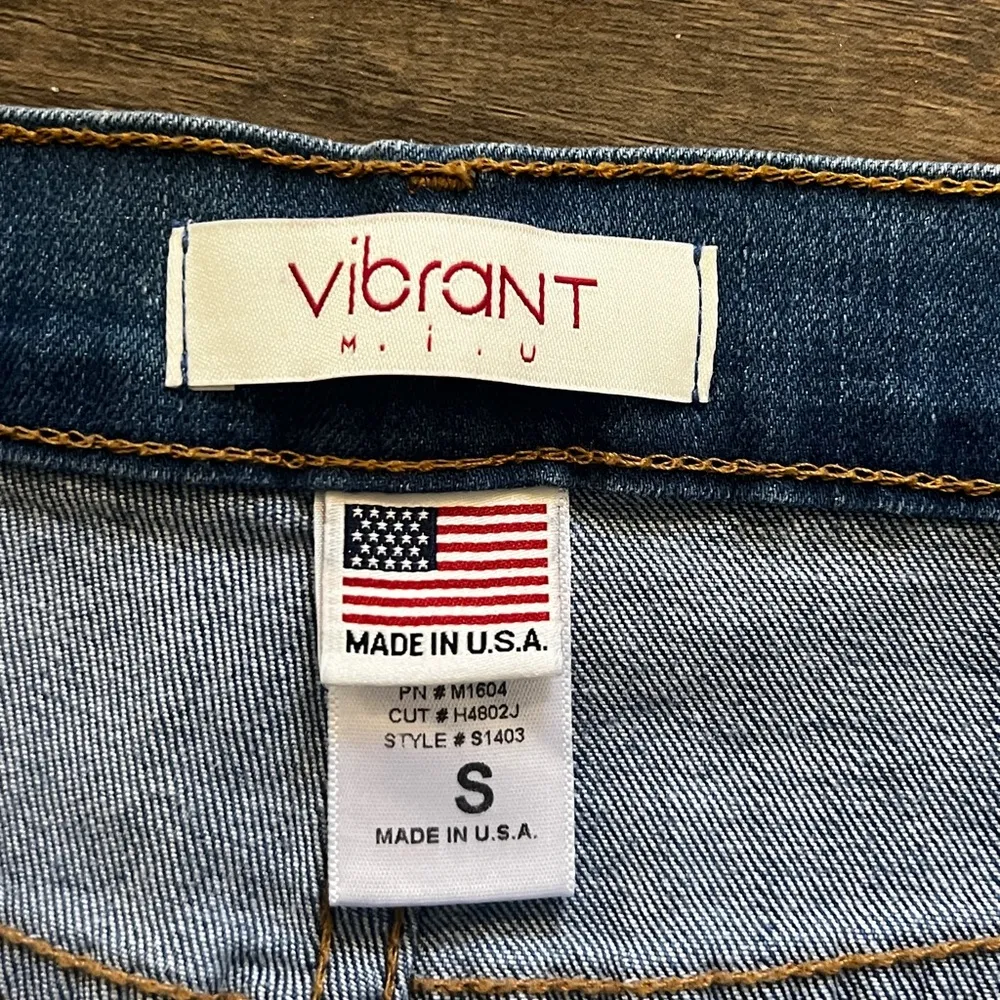 vibraNT
M.i.U
MADE IN U.S.A.
PN # M1604
CUT # H4802J
STYLE # S1403
S
MADE IN U.S.A.